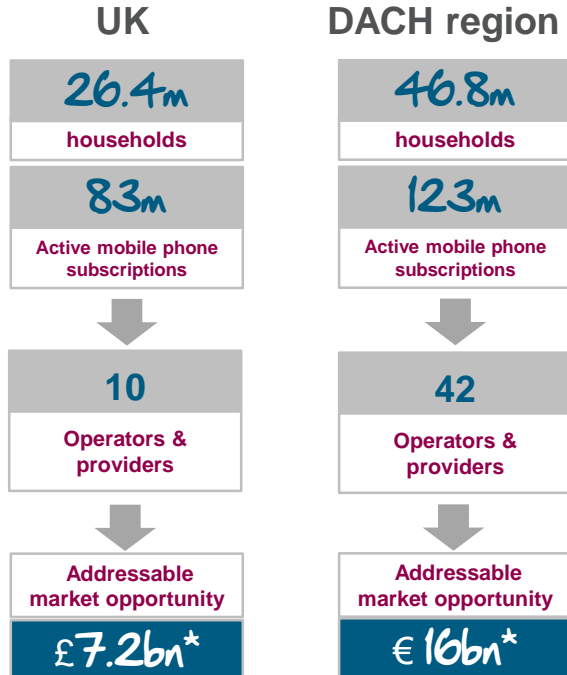 UK
26.4m
households
83m
Active mobile phone
subscriptions
10
Operators &
providers
Addressable
market opportunity
£7.2bn*
DACH region
46.8m
households
123m
Active mobile phone
subscriptions
42
Operators &
providers
Addressable
market opportunity
€16bn*